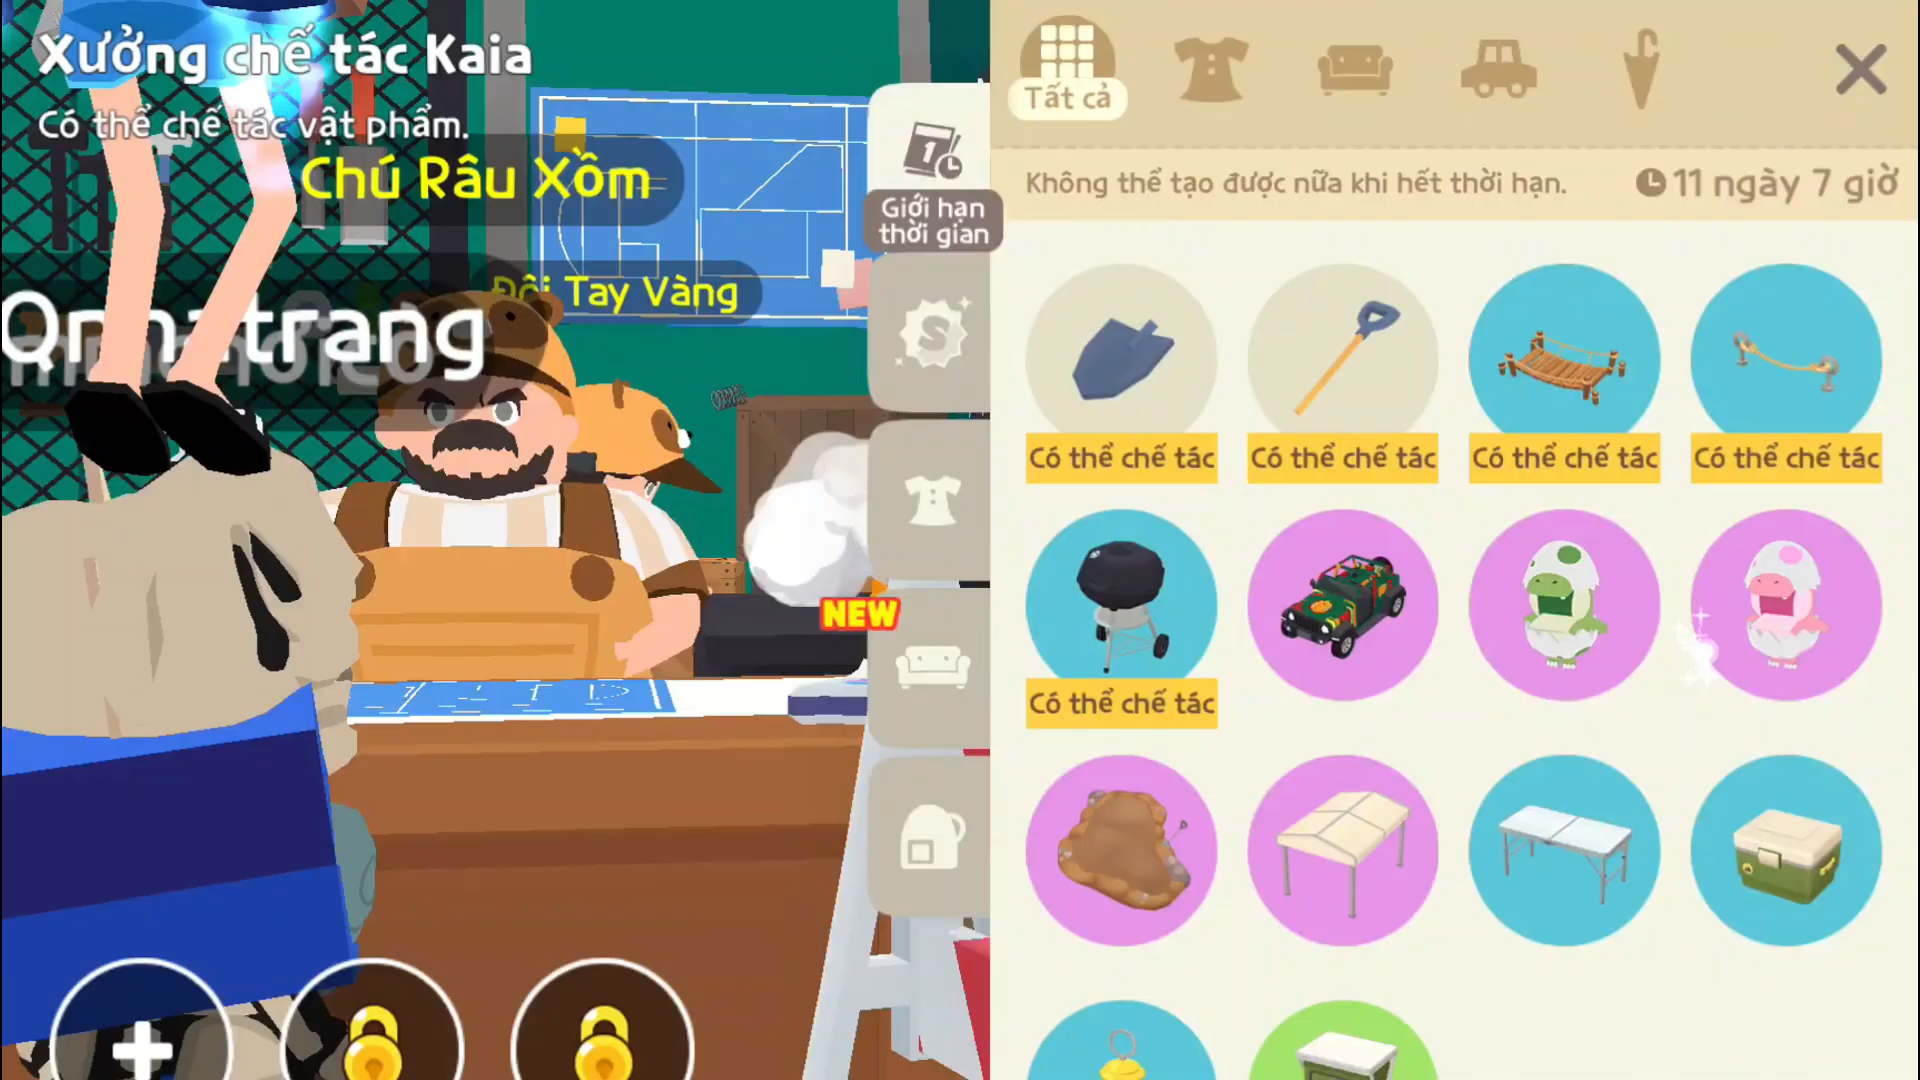 Xưởng chế tác Kaia
Có thể chế tác vật phẩm.
Chú Râu Xồm
Đôi Tay Vàng
Giới hạn
thời gian
NEW
Tất cả
Không thể tạo được nữa khi hết thời hạn.
11 ngày 7 giờ
Có thể chế tác
Có thể chế tác
Có thể chế tác
Có thể chế tác
Có thể chế tác